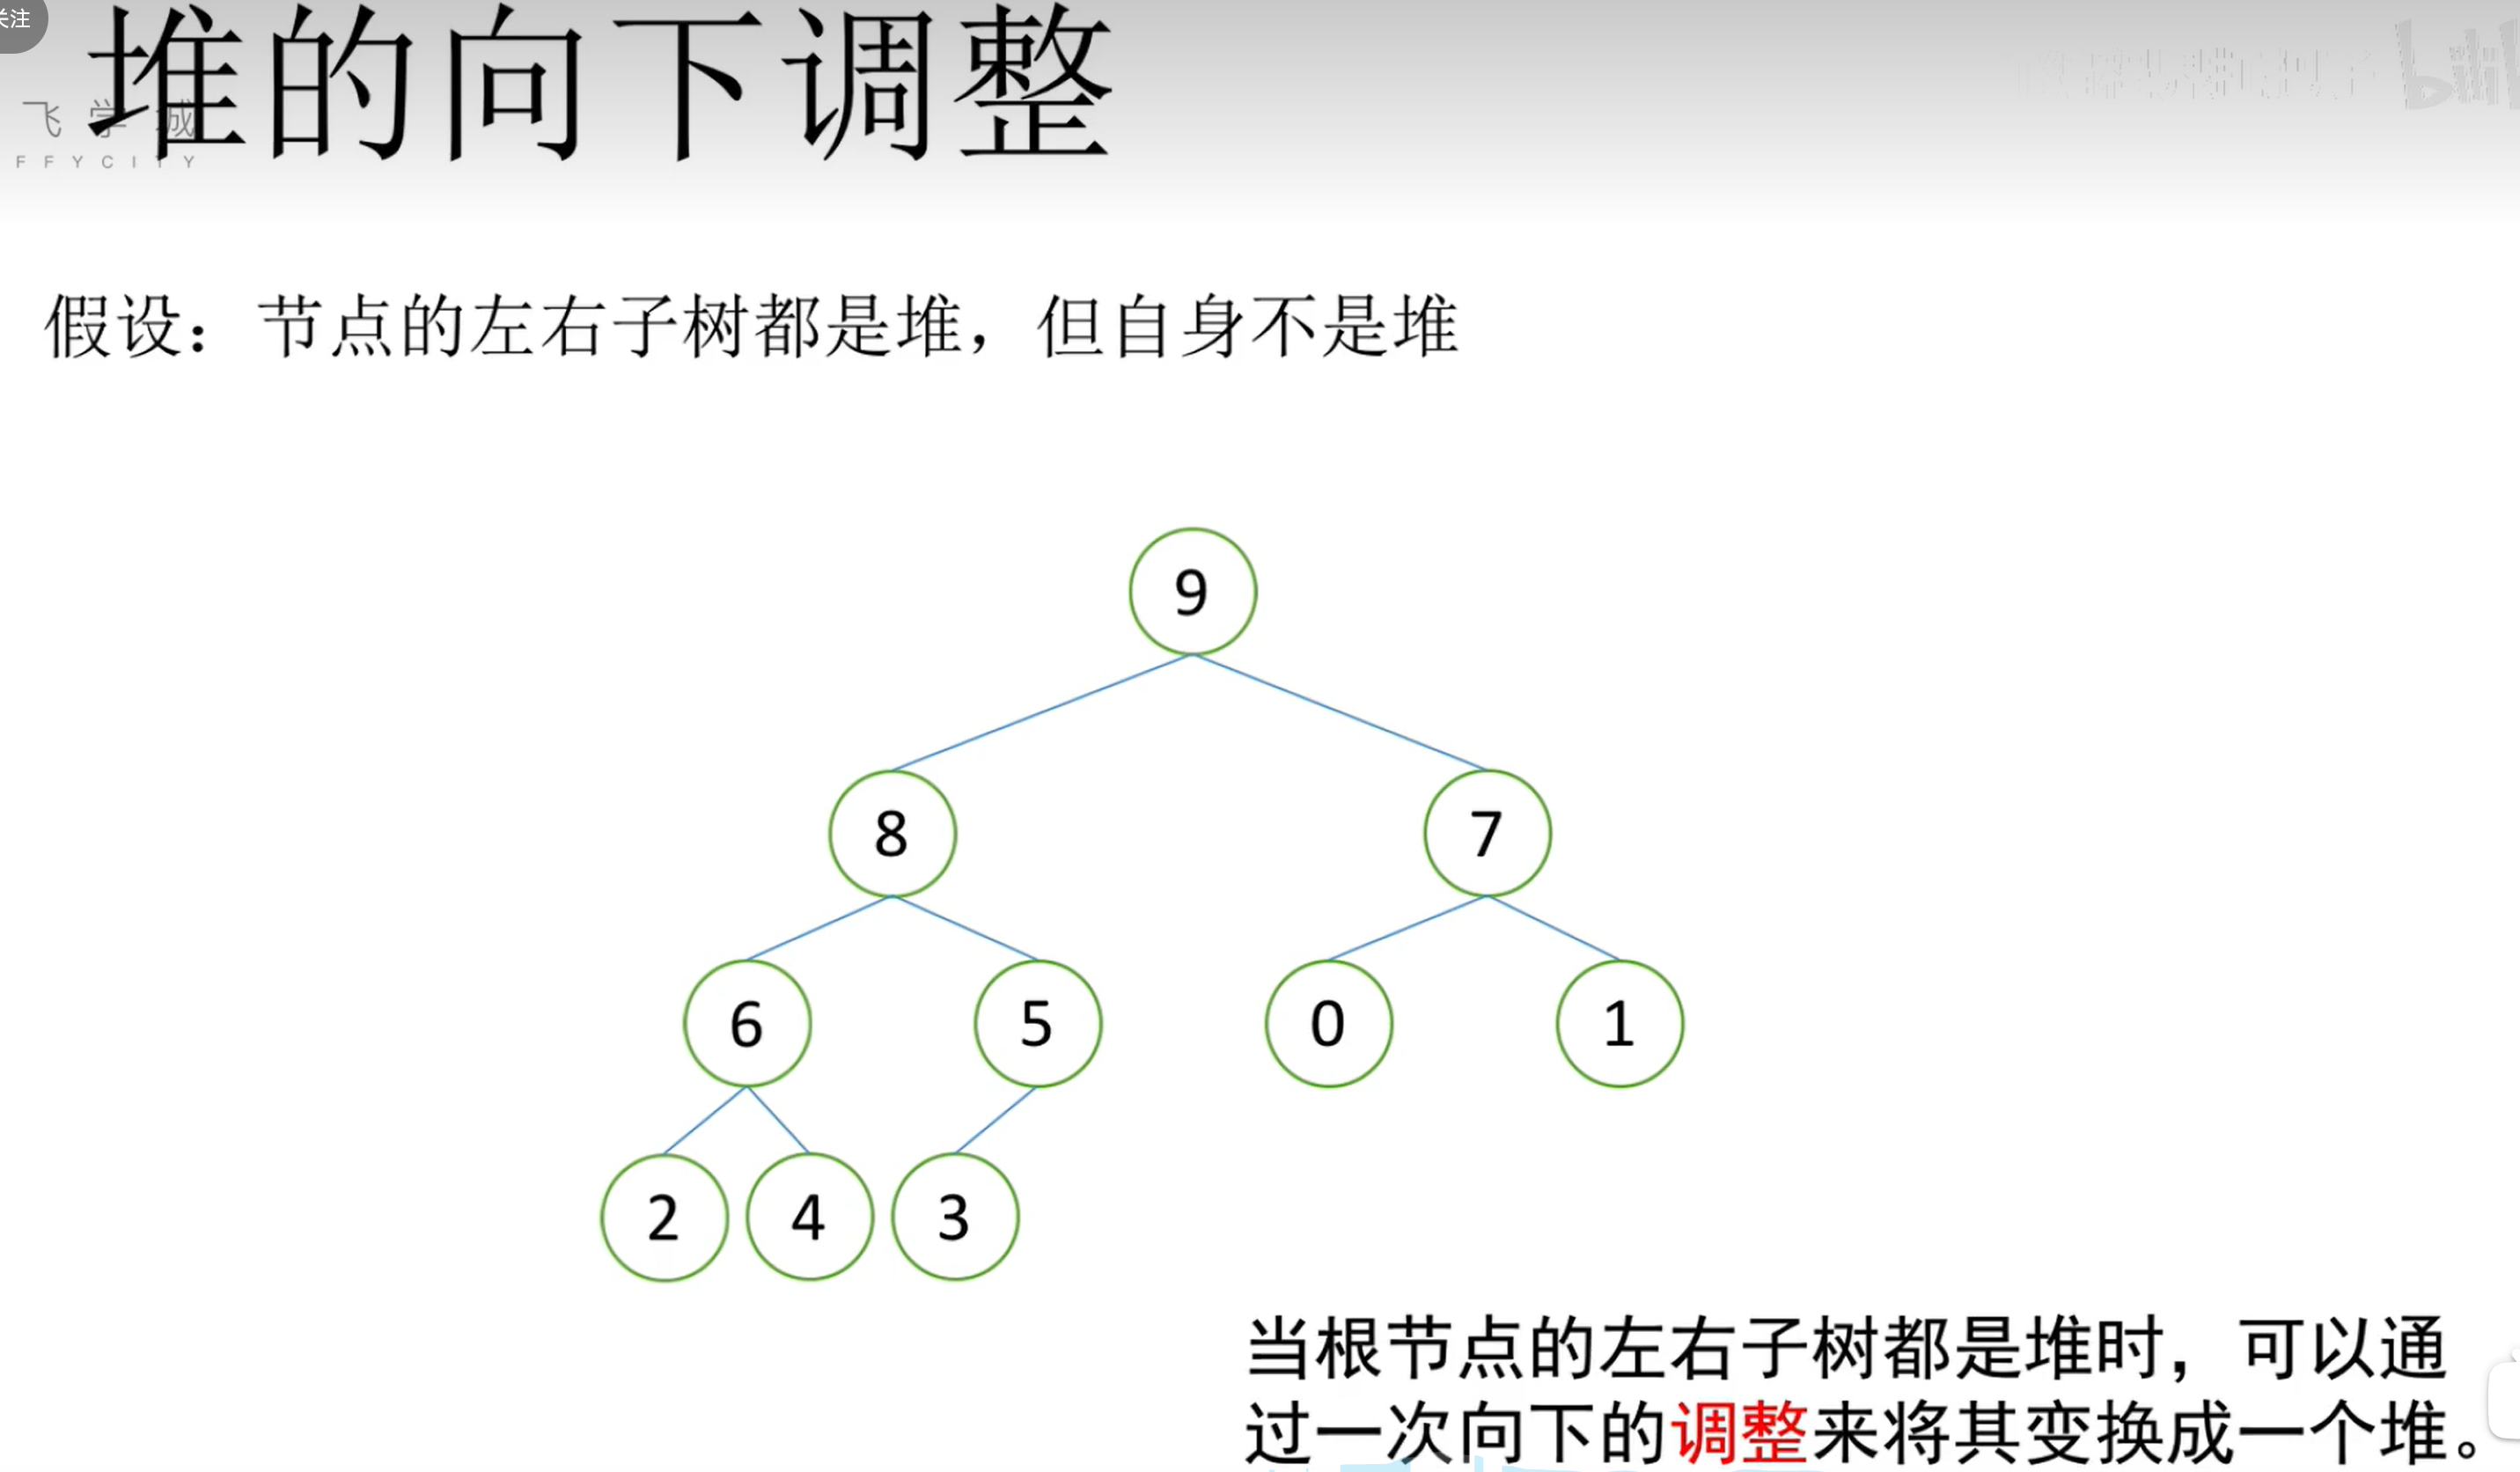 关注
堆的向下调整
飞 学 城
F F Y C I T Y
假设：节点的左右子树都是堆，但自身不是堆
9
8 7
6 5 0 1
2 4 3
当根节点的左右子树都是堆时，可以通
过一次向下的调整来将其变换成一个堆。